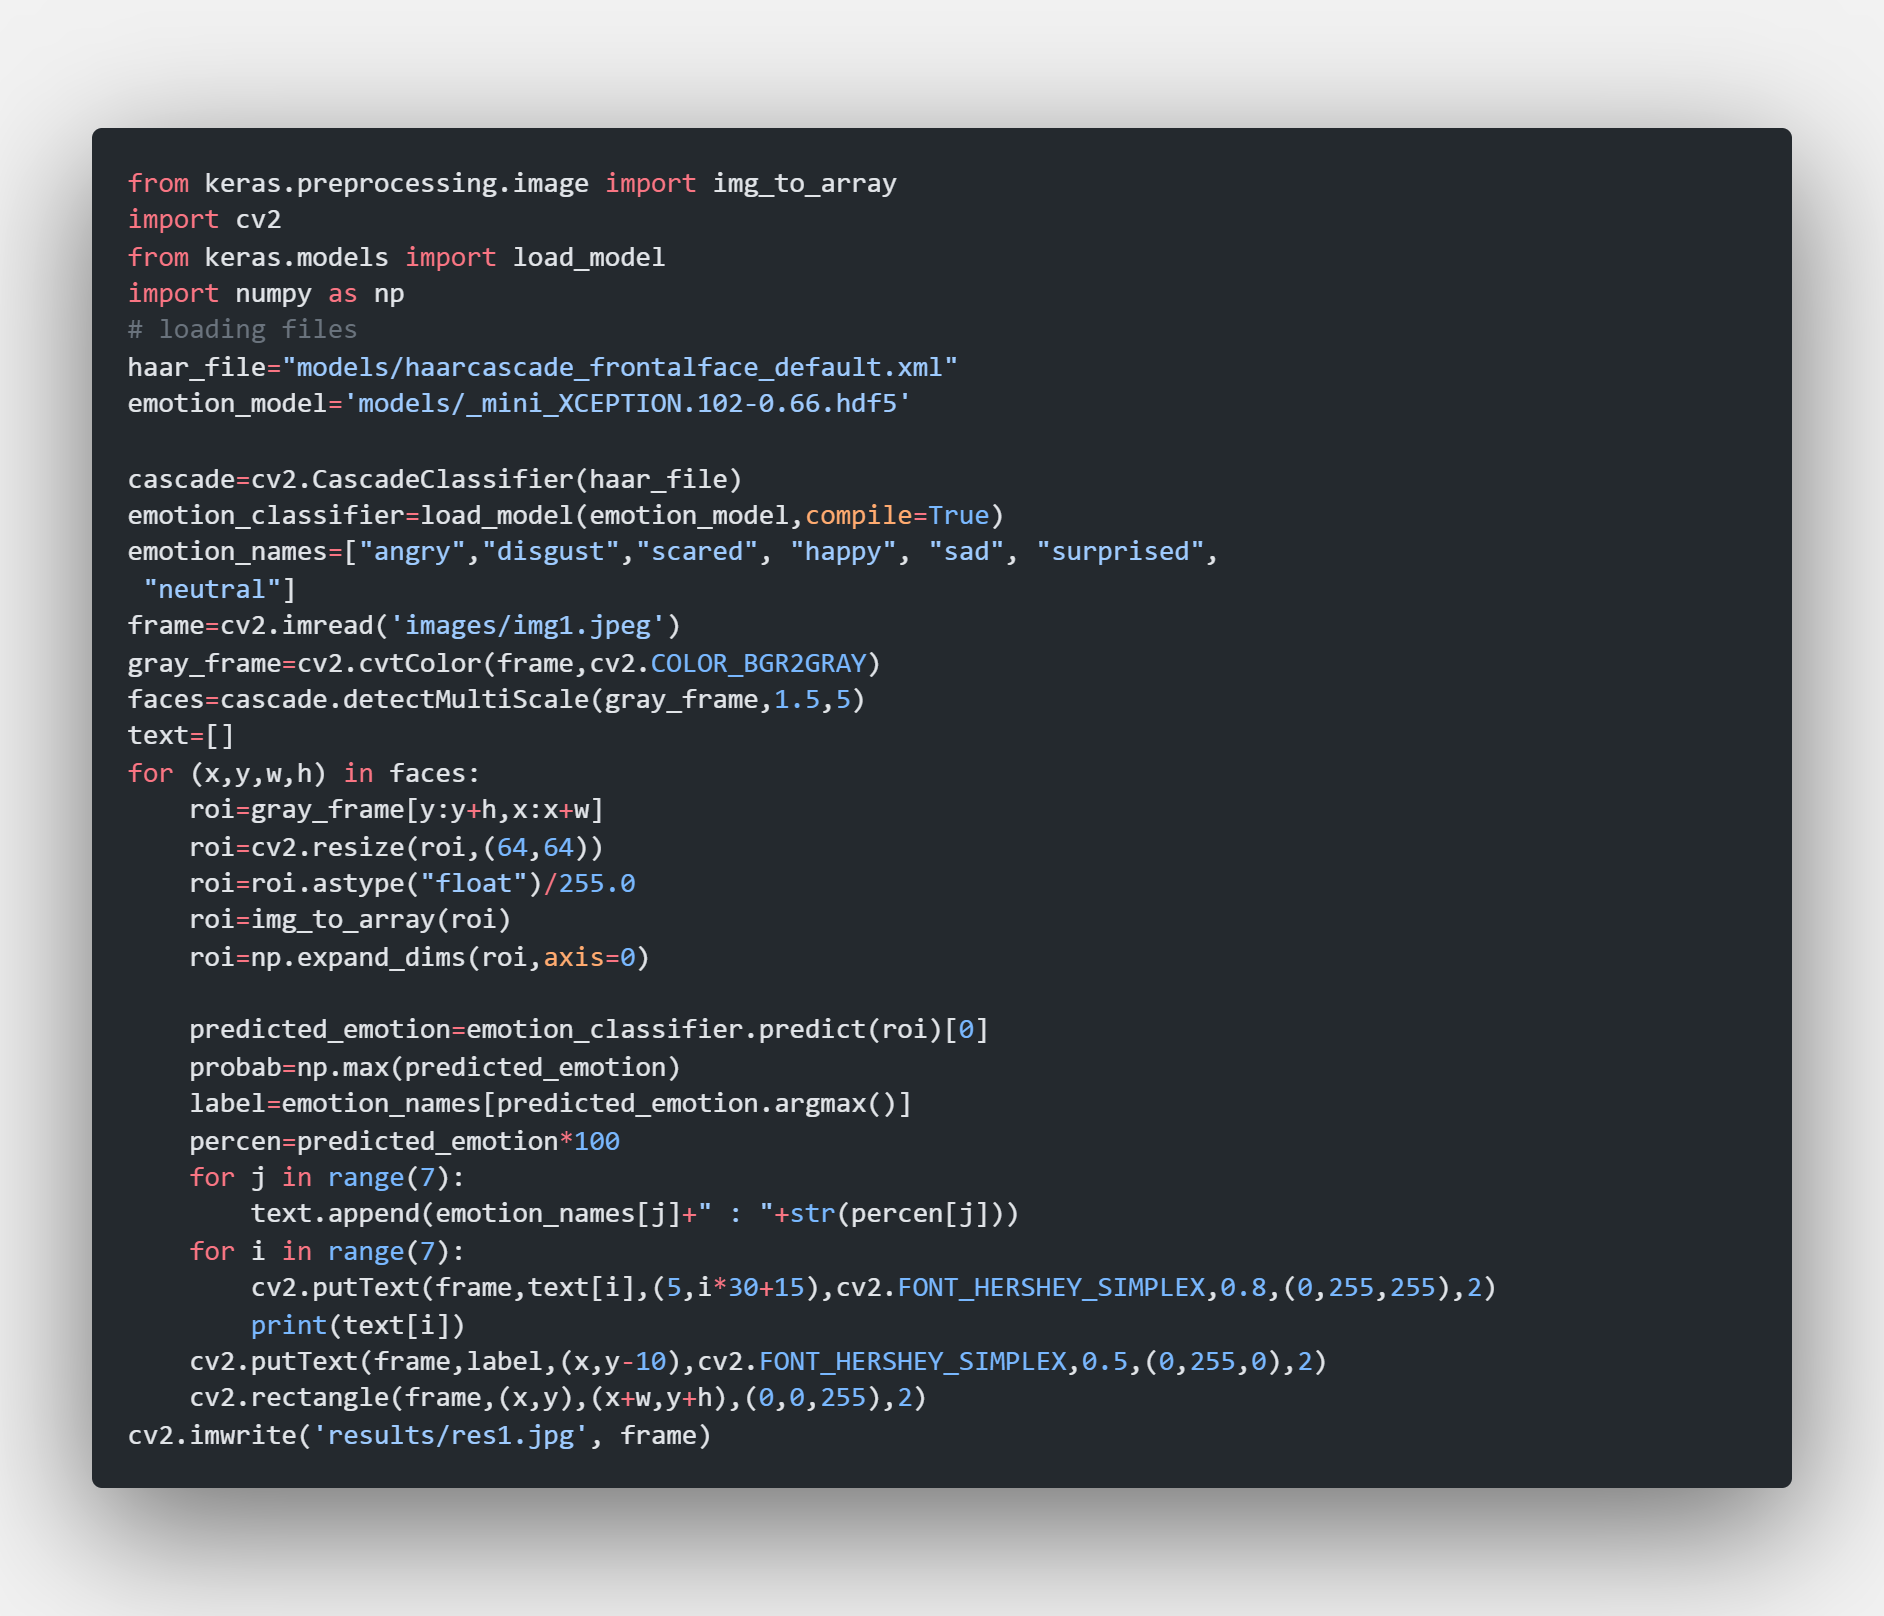 from keras.preprocessing.image import img_to_array
import cv2
from keras.models import load_model
import numpy as np
# loading files
haar_file="models/haarcascade_frontalface_default.xml"
emotion_model='models/_mini_XCEPTION.102-0.66.hdf5'

cascade=cv2.CascadeClassifier(haar_file)
emotion_classifier=load_model(emotion_model,compile=True)
emotion_names=["angry","disgust","scared", "happy", "sad", "surprised",
 "neutral"]
frame=cv2.imread('images/img1.jpeg')
gray_frame=cv2.cvtColor(frame,cv2.COLOR_BGR2GRAY)
faces=cascade.detectMultiScale(gray_frame,1.5,5)
text=[]
for (x,y,w,h) in faces:
    roi=gray_frame[y:y+h,x:x+w]
    roi=cv2.resize(roi,(64,64))
    roi=roi.astype("float")/255.0
    roi=img_to_array(roi)
    roi=np.expand_dims(roi,axis=0)

    predicted_emotion=emotion_classifier.predict(roi)[0]
    probab=np.max(predicted_emotion)
    label=emotion_names[predicted_emotion.argmax()]
    percen=predicted_emotion*100
    for j in range(7):
        text.append(emotion_names[j]+" : "+str(percen[j]))
    for i in range(7):
        cv2.putText(frame,text[i],(5,i*30+15),cv2.FONT_HERSHEY_SIMPLEX,0.8,(0,255,255),2)
        print(text[i])
    cv2.putText(frame,label,(x,y-10),cv2.FONT_HERSHEY_SIMPLEX,0.5,(0,255,0),2)
    cv2.rectangle(frame,(x,y),(x+w,y+h),(0,0,255),2)
cv2.imwrite('results/res1.jpg', frame)